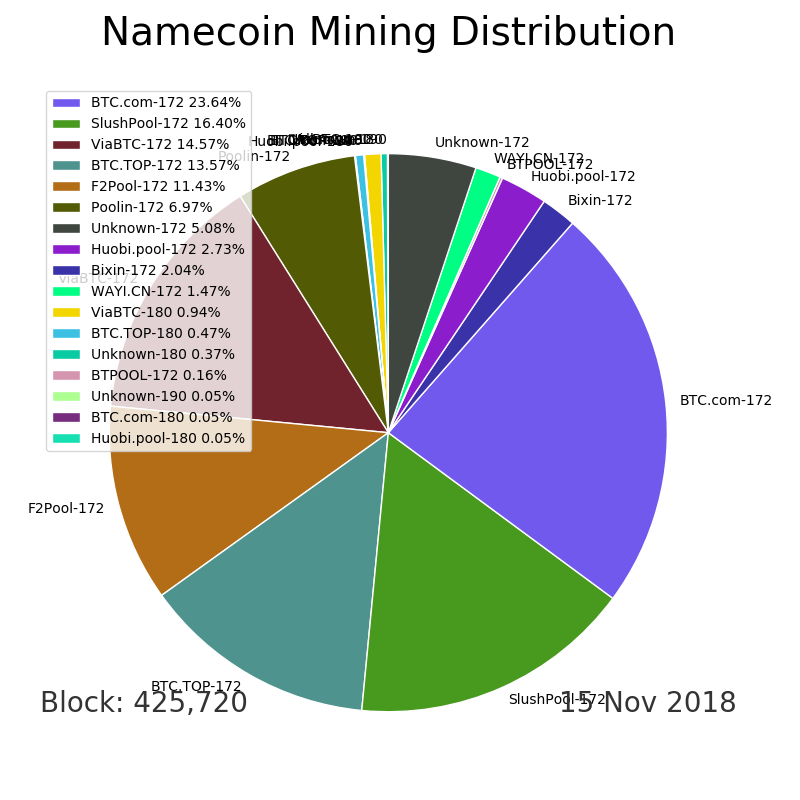 Namecoin Mining Distribution
BTC.com-172 23.64%
SlushPool-172 16.40%
ViaBTC-172 14.57%
BTC.TOP-172 13.57%
F2Pool-172 11.43%
Poolin-172 6.97%
Unknown-172 5.08%
Huobi.pool-172 2.73%
Bixin-172 2.04%
WAYI.CN-172 1.47%
ViaBTC-180 0.94%
BTC.TOP-180 0.47%
Unknown-180 0.37%
BTPOOL-172 0.16%
Unknown-190 0.05%
BTC.com-180 0.05%
Huobi.pool-180 0.05%
Unknown-172
WAYI.CN-172
BTPOOL-172
Huobi.pool-172
Bixin-172
BTC.com-172
SlushPool-172
BTC.TOP-172
F2Pool-172
ViaBTC-172
Poolin-172
Block: 425,720
15 Nov 2018